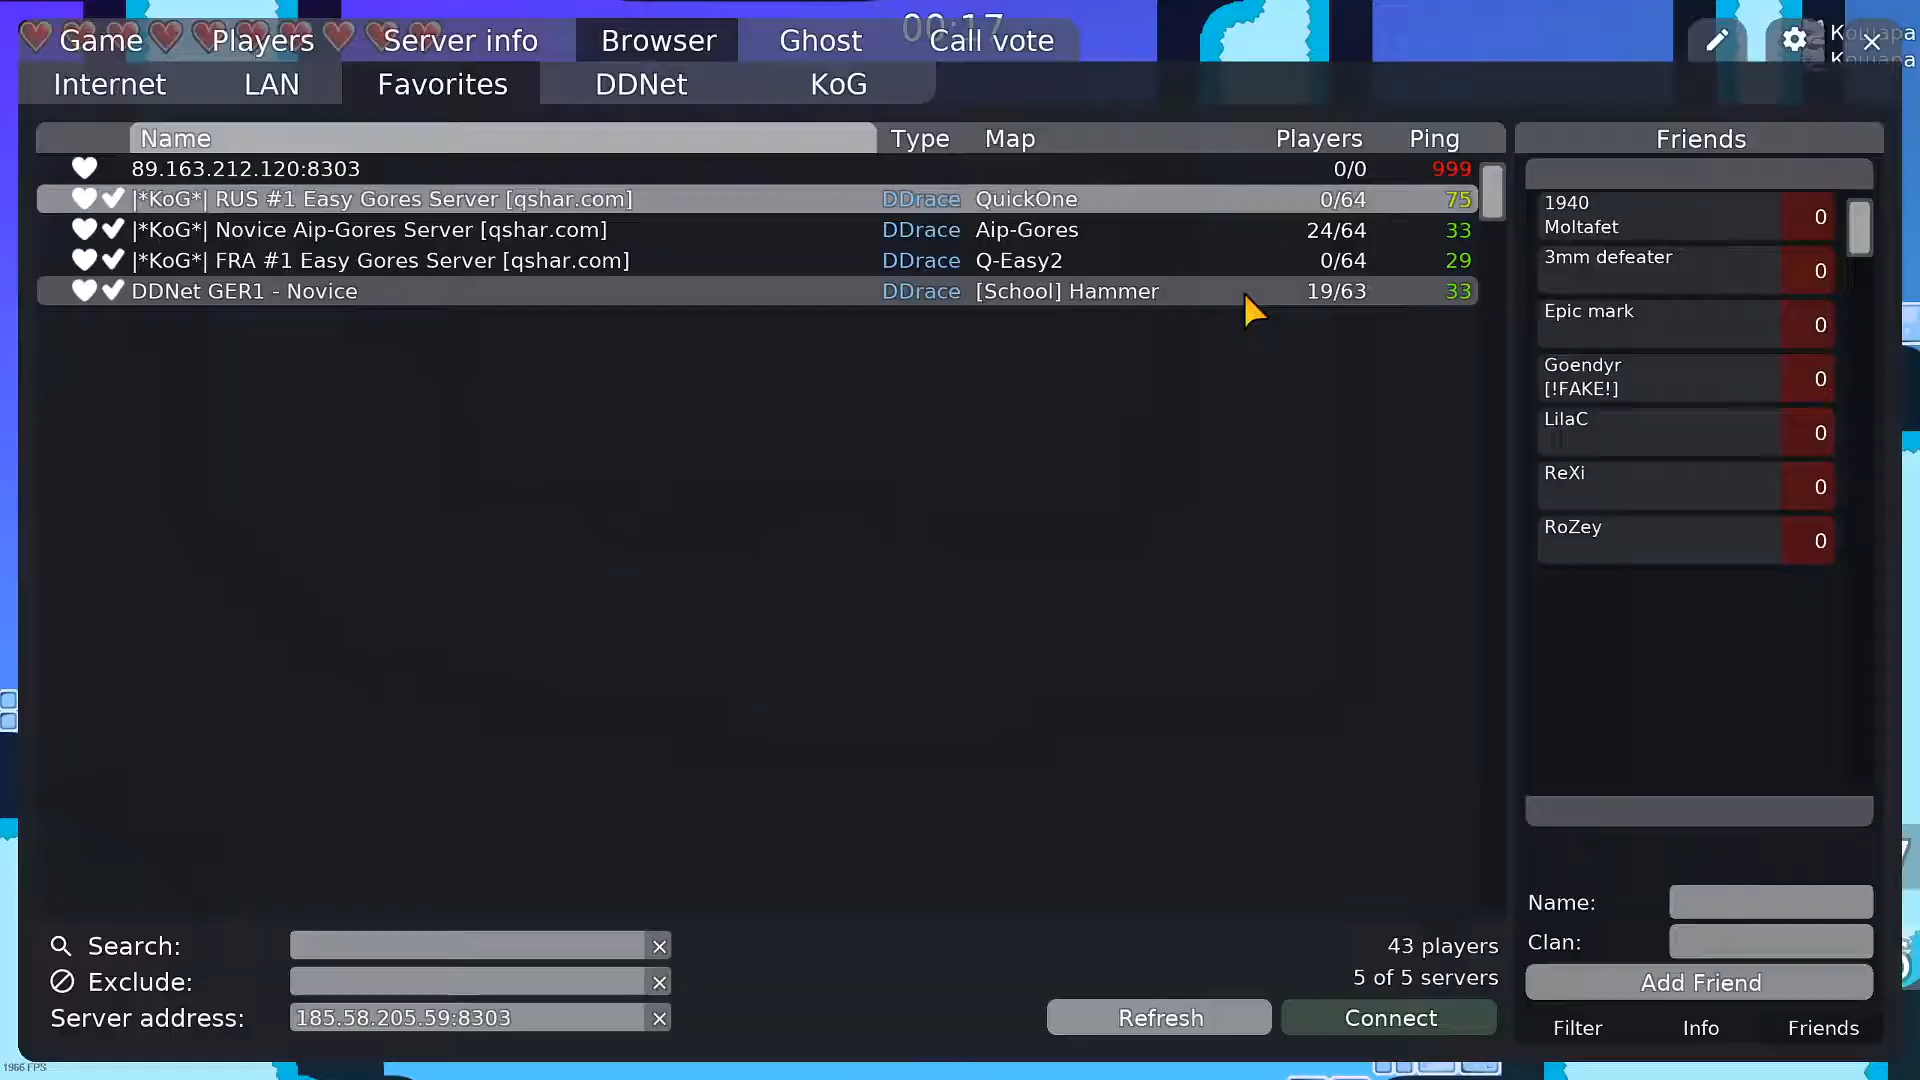 00:17
Game Players Server info Browser Ghost Call vote
Кошара
Кошара
Internet LAN Favorites DDNet KoG
Name Type Map Players Ping
89.163.212.120:8303 0/0 999
|*KoG*| RUS #1 Easy Gores Server [qshar.com] DDrace QuickOne 0/64 75
|*KoG*| Novice Aip-Gores Server [qshar.com] DDrace Aip-Gores 24/64 33
|*KoG*| FRA #1 Easy Gores Server [qshar.com] DDrace Q-Easy2 0/64 29
DDNet GER1 - Novice DDrace [School] Hammer 19/63 33
Friends
1940
Moltafet 0
3mm defeater 0
Epic mark 0
Goendyr
[!FAKE!] 0
LilaC 0
ReXi 0
RoZey 0
Search:
Exclude:
Server address: 185.58.205.59:8303
43 players
5 of 5 servers
Refresh Connect
Name:
Clan:
Add Friend
Filter Info Friends
1966 FPS